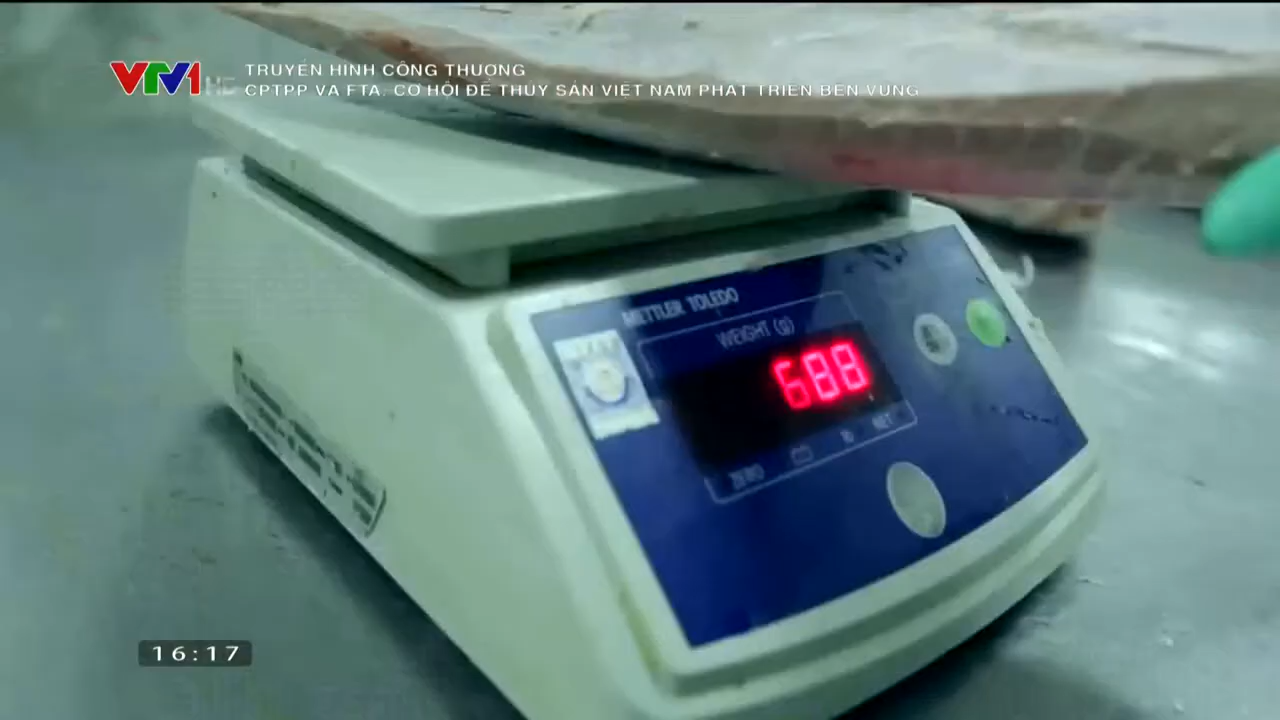 VTV1 HD
TRUYỀN HÌNH CÔNG THƯƠNG
CPTPP VÀ FTA. CƠ HỘI ĐỂ THỦY SẢN VIỆT NAM PHÁT TRIỂN BỀN VỮNG
METTLER TOLEDO
WEIGHT (g)
688
ZERO
NET
16:17